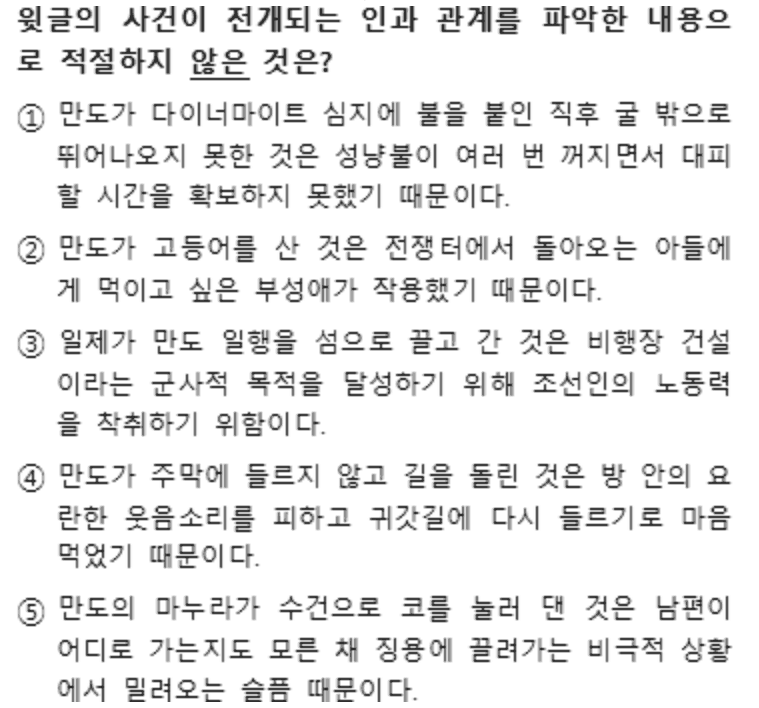 윗글의 사건이 전개되는 인과 관계를 파악한 내용으
로 적절하지 않은 것은?
① 만도가 다이너마이트 심지에 불을 붙인 직후 굴 밖으로
뛰어나오지 못한 것은 성냥불이 여러 번 꺼지면서 대피
할 시간을 확보하지 못했기 때문이다.
② 만도가 고등어를 산 것은 전쟁터에서 돌아오는 아들에
게 먹이고 싶은 부성애가 작용했기 때문이다.
③ 일제가 만도 일행을 섬으로 끌고 간 것은 비행장 건설
이라는 군사적 목적을 달성하기 위해 조선인의 노동력
을 착취하기 위함이다.
④ 만도가 주막에 들르지 않고 길을 돌린 것은 방 안의 요
란한 웃음소리를 피하고 귀갓길에 다시 들르기로 마음
먹었기 때문이다.
⑤ 만도의 마누라가 수건으로 코를 눌러 댄 것은 남편이
어디로 가는지도 모른 채 징용에 끌려가는 비극적 상황
에서 밀려오는 슬픔 때문이다.